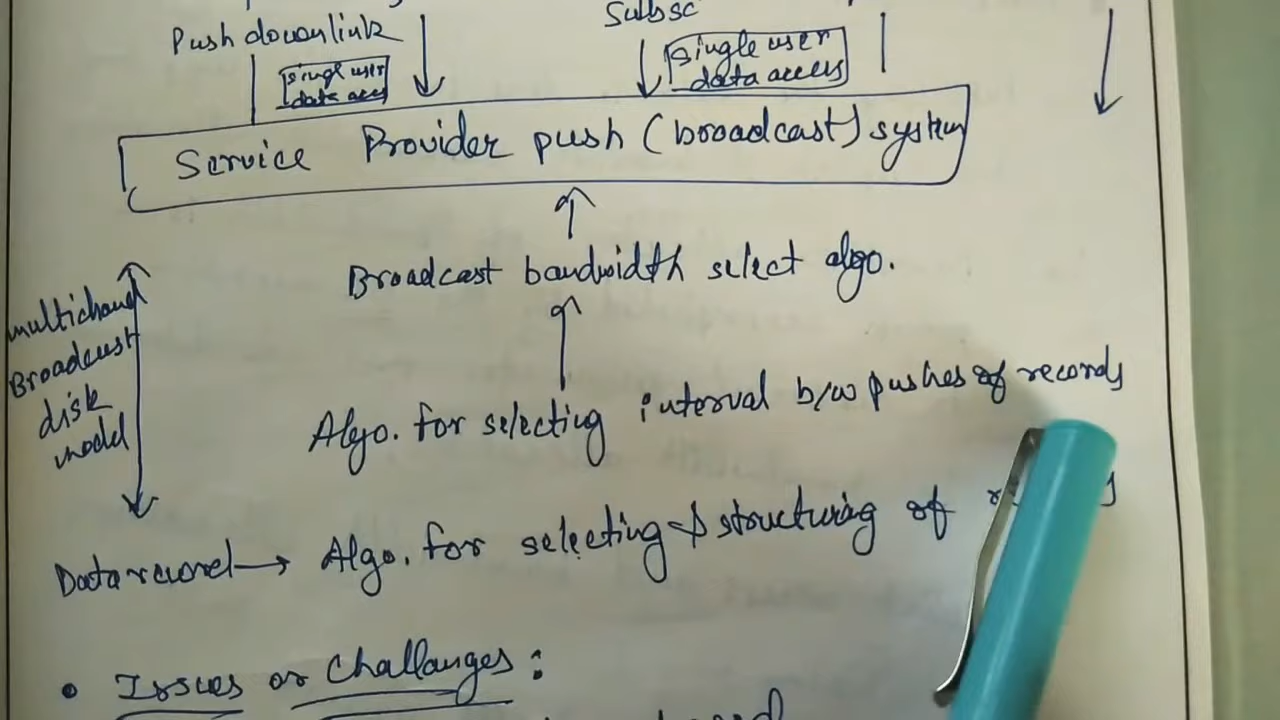 Push downlink
Subsc
single user
data access
single user
data access
Service Provider push (broadcast) system
Broadcast bandwidth select algo.
multichannel
Broadcast
disk
model
Algo. for selecting interval b/w pushes of records
Data record → Algo. for selecting & structuring of
• Issues or Challanges :